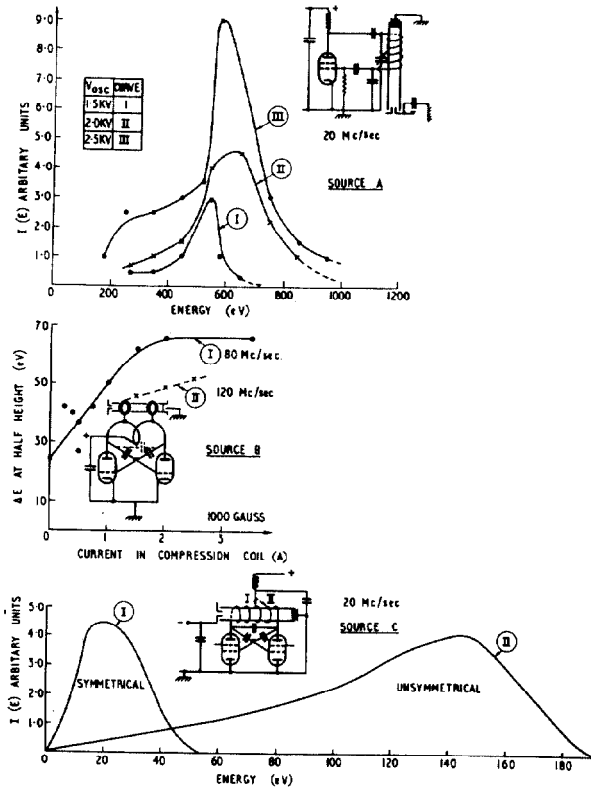 I (E) ARBITARY UNITS
9·0
8·0
7·0
6·0
5·0
4·0
3·0
2·0
1·0
Vosc CURVE
1·5KV I
2·0KV II
2·5KV III
+
20 Mc/sec
SOURCE A
III
II
I
0 200 400 600 800 1000 1200
ENERGY (eV)
ΔE AT HALF HEIGHT (eV)
70
50
30
10
I 80 Mc/sec.
II 120 Mc/sec
+
SOURCE B
1000 GAUSS
0 1 2 3
CURRENT IN COMPRESSION COIL (A)
I (E) ARBITARY UNITS
5·0
4·0
3·0
2·0
1·0
I
SYMMETRICAL
+
I II
20 Mc/sec
SOURCE C
II
UNSYMMETRICAL
0 20 40 60 80 100 120 140 160 180
ENERGY (eV)